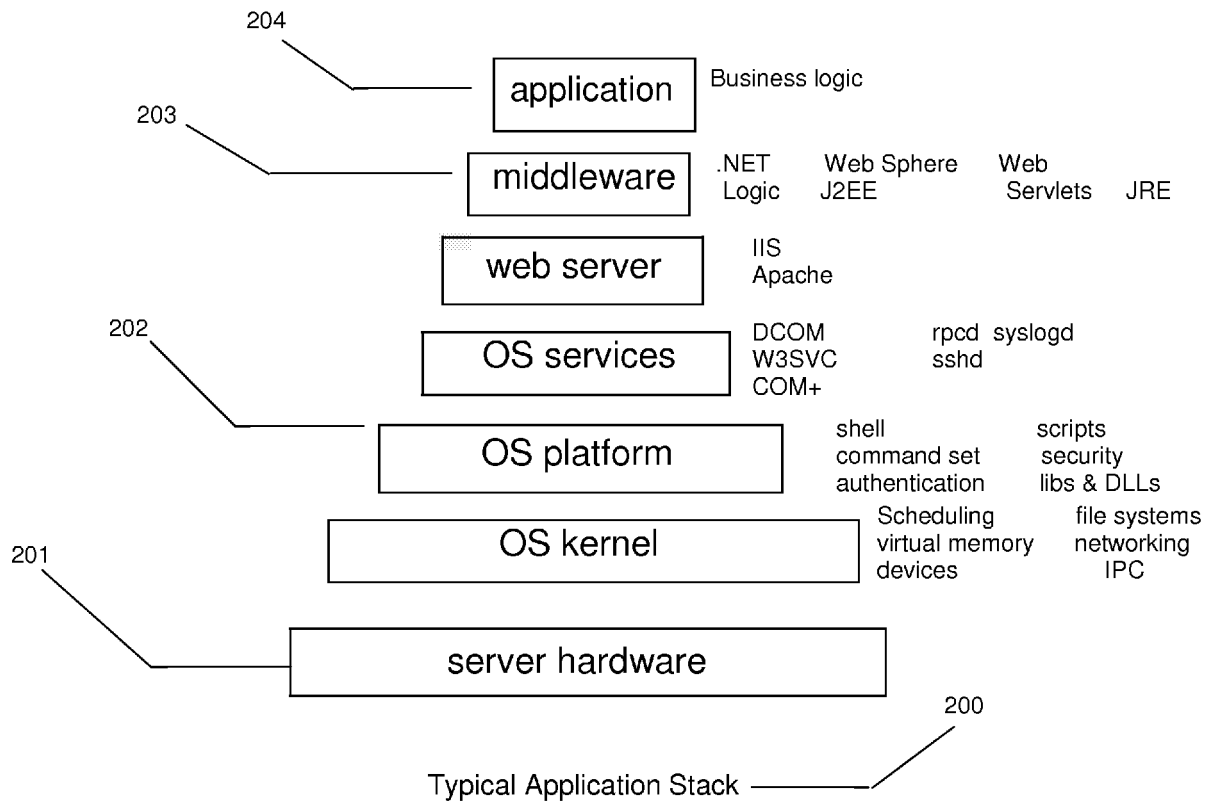 204
application Business logic
203
middleware .NET Web Sphere Web
Logic J2EE Servlets JRE
web server IIS
Apache
202
OS services DCOM rpcd syslogd
W3SVC sshd
COM+
OS platform shell scripts
command set security
authentication libs & DLLs
OS kernel Scheduling file systems
virtual memory networking
devices IPC
201
server hardware
200
Typical Application Stack